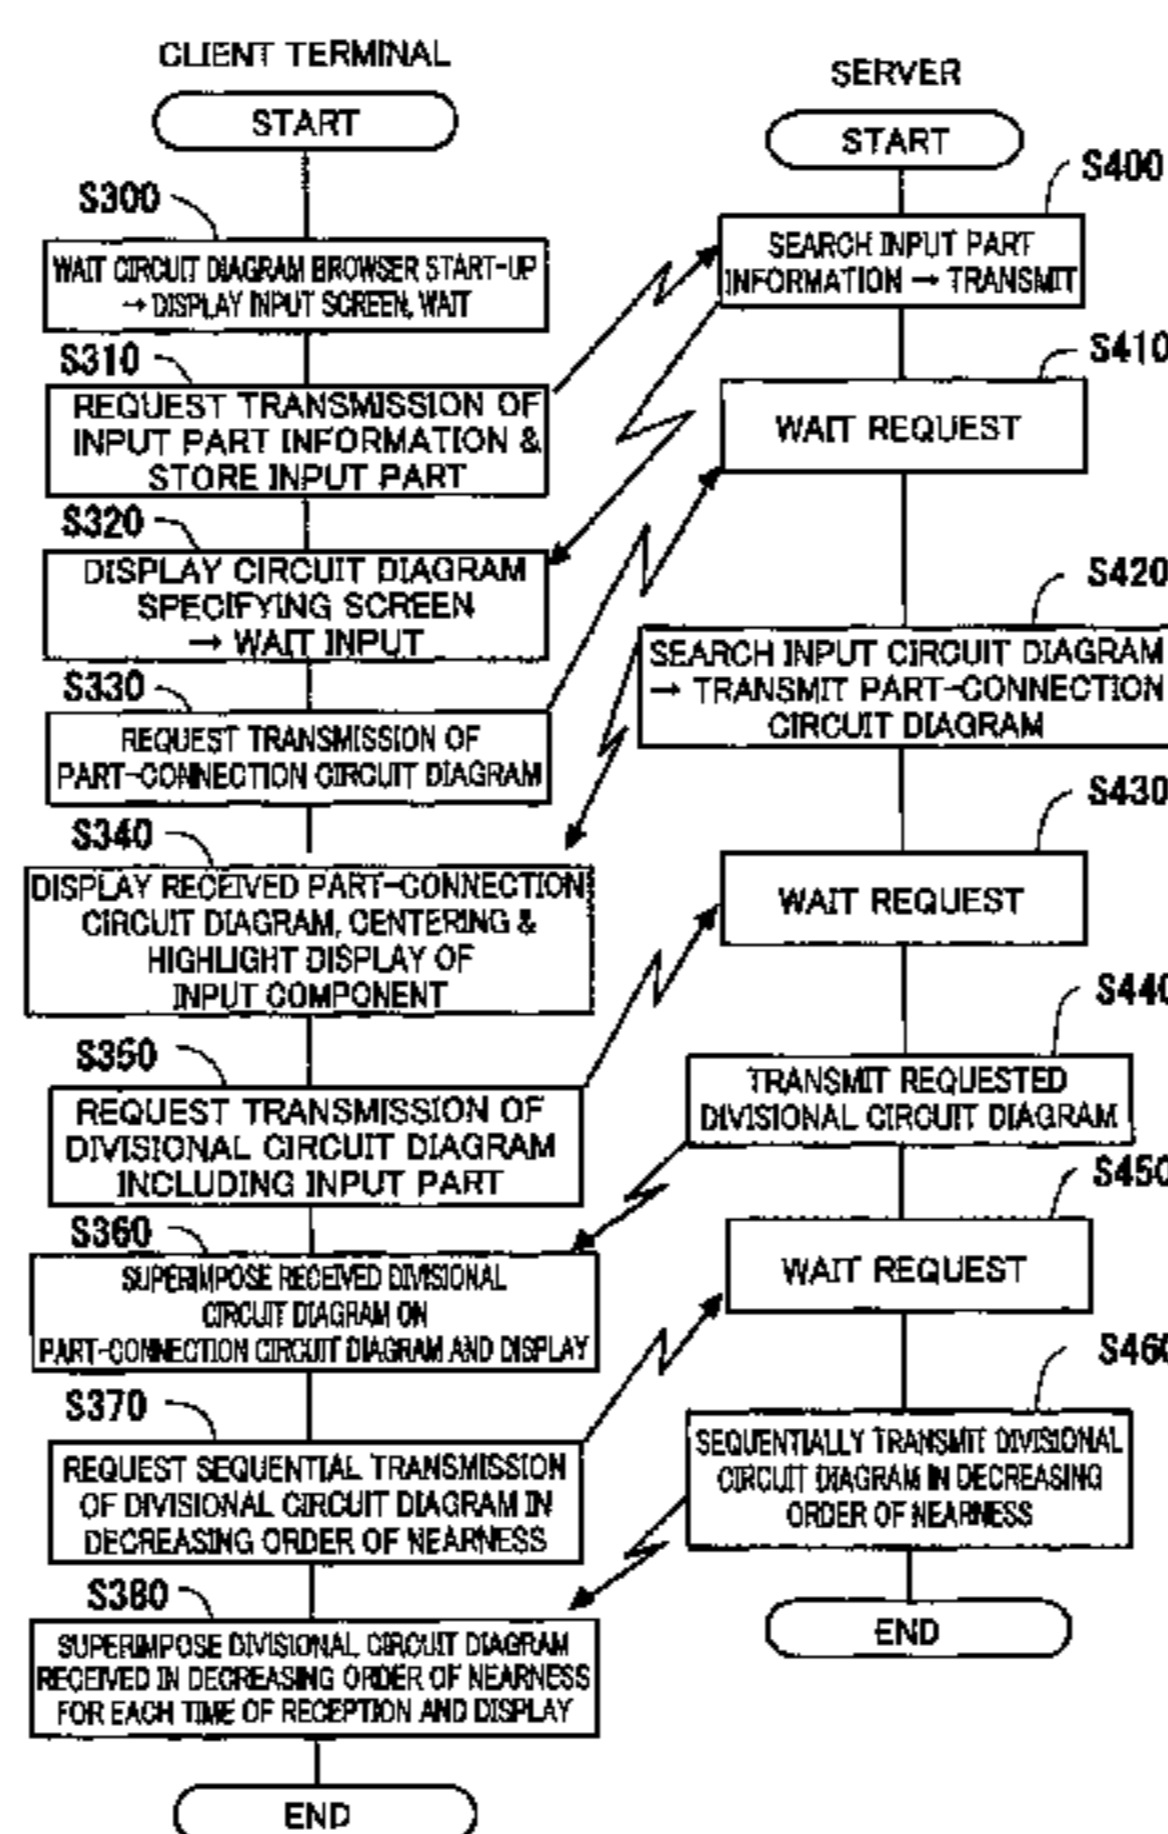 CLIENT TERMINAL
START
S300
WAIT CIRCUIT DIAGRAM BROWSER START-UP
→ DISPLAY INPUT SCREEN, WAIT
S310
REQUEST TRANSMISSION OF
INPUT PART INFORMATION &
STORE INPUT PART
S320
DISPLAY CIRCUIT DIAGRAM
SPECIFYING SCREEN
→ WAIT INPUT
S330
REQUEST TRANSMISSION OF
PART-CONNECTION CIRCUIT DIAGRAM
S340
DISPLAY RECEIVED PART-CONNECTION
CIRCUIT DIAGRAM, CENTERING &
HIGHLIGHT DISPLAY OF
INPUT COMPONENT
S350
REQUEST TRANSMISSION OF
DIVISIONAL CIRCUIT DIAGRAM
INCLUDING INPUT PART
S360
SUPERIMPOSE RECEIVED DIVISIONAL
CIRCUIT DIAGRAM ON
PART-CONNECTION CIRCUIT DIAGRAM AND DISPLAY
S370
REQUEST SEQUENTIAL TRANSMISSION
OF DIVISIONAL CIRCUIT DIAGRAM IN
DECREASING ORDER OF NEARNESS
S380
SUPERIMPOSE DIVISIONAL CIRCUIT DIAGRAM
RECEIVED IN DECREASING ORDER OF NEARNESS
FOR EACH TIME OF RECEPTION AND DISPLAY
END
SERVER
START
S400
SEARCH INPUT PART
INFORMATION → TRANSMIT
S410
WAIT REQUEST
S420
SEARCH INPUT CIRCUIT DIAGRAM
→ TRANSMIT PART-CONNECTION
CIRCUIT DIAGRAM
S430
WAIT REQUEST
S440
TRANSMIT REQUESTED
DIVISIONAL CIRCUIT DIAGRAM
S450
WAIT REQUEST
S460
SEQUENTIALLY TRANSMIT DIVISIONAL
CIRCUIT DIAGRAM IN DECREASING
ORDER OF NEARNESS
END